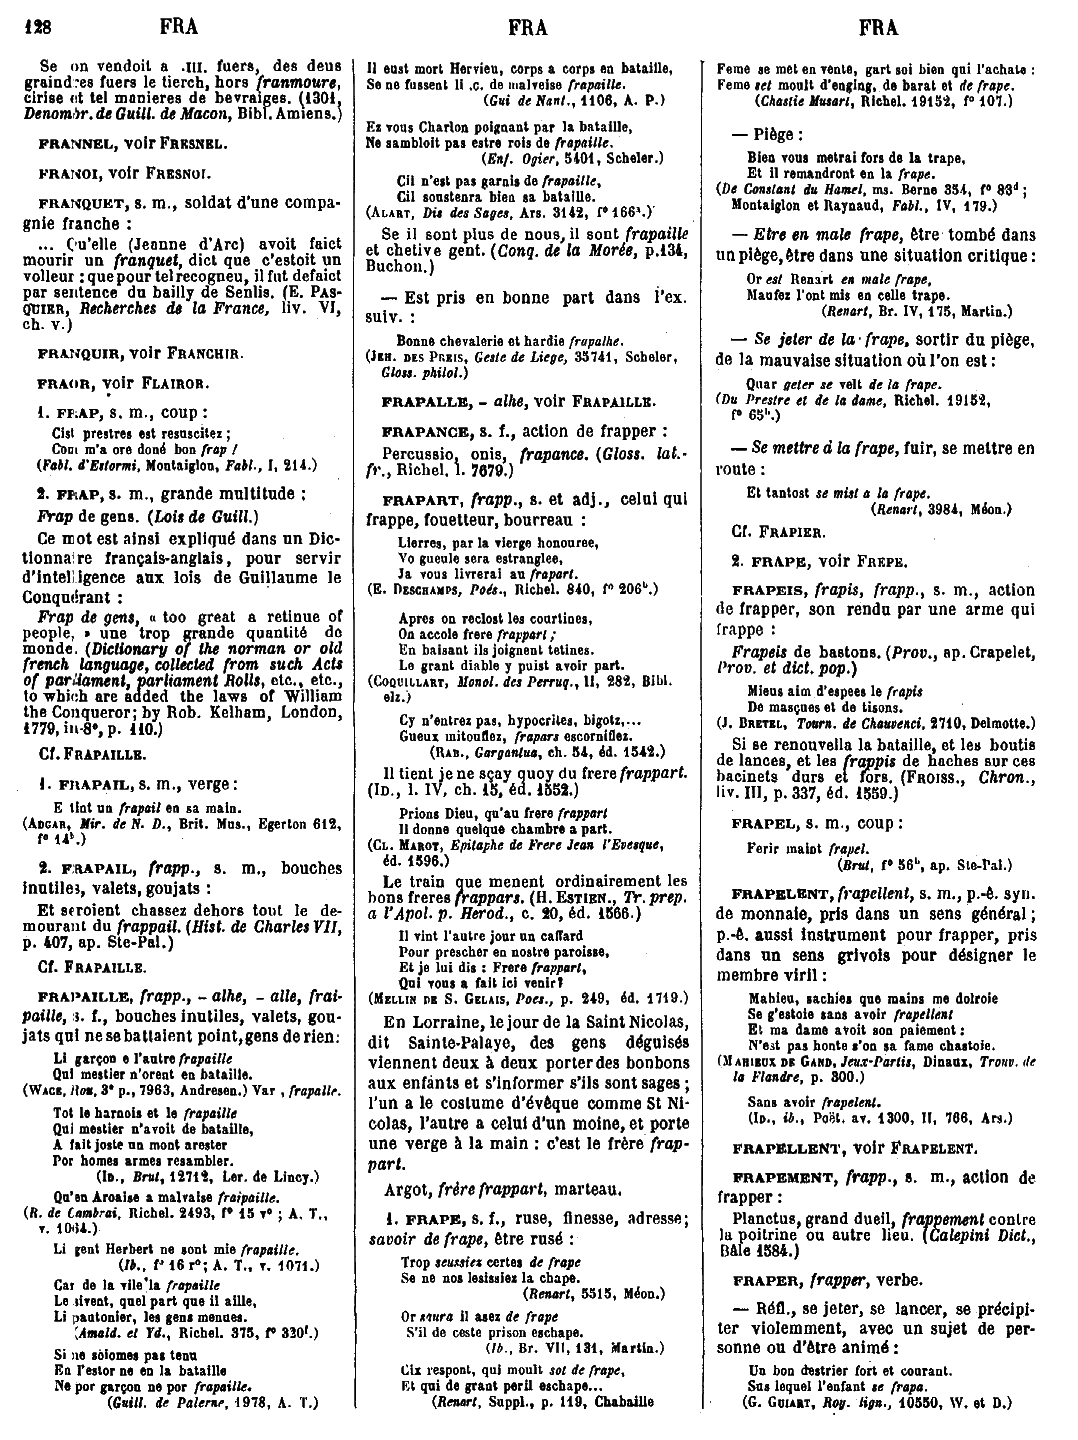 128 FRA FRA FRA
Se on vendoit a .III. fuers, des deus
graindres fuers le tierch, hors franmoure,
cirise et tel manieres de bevraiges. (1301,
Denombr. de Guill. de Macon, Bibl. Amiens.)
FRANNEL, voir FRESNEL.
FRANOI, voir FRESNOI.
FRANQUET, s. m., soldat d'une compa-
gnie franche :
... Qu'elle (Jeanne d'Arc) avoit faict
mourir un franquet, dict que c'estoit un
volleur : que pour tel recogneu, il fut defaict
par sentence du bailly de Senlis. (E. PAS-
QUIER, Recherches de la France, liv. VI,
ch. v.)
FRANQUIR, voir FRANCHIR.
FRAOR, voir FLAIROR.
1. FRAP, s. m., coup :
Cist prestres est resuscitez ;
Com m'a ore doné bon frap !
(Fabl. d'Estormi, Montaiglon, Fabl., I, 214.)
2. FRAP, s. m., grande multitude :
Frap de gens. (Lois de Guill.)
Ce mot est ainsi expliqué dans un Dic-
tionnaire français-anglais, pour servir
d'intelligence aux lois de Guillaume le
Conquérant :
Frap de gens, « too great a retinue of
people, » une trop grande quantité de
monde. (Dictionary of the norman or old
french language, collected from such Acts
of parliament, parliament Rolls, etc., etc.,
to which are added the laws of William
the Conqueror; by Rob. Kelham, London,
1779, in-8°, p. 110.)
Cf. FRAPAILLE.
1. FRAPAIL, s. m., verge :
E tint un frapail en sa main.
(ADGAR, Mir. de N. D., Brit. Mus., Egerton 612,
f° 14b.)
2. FRAPAIL, frapp., s. m., bouches
inutiles, valets, goujats :
Et seroient chassez dehors tout le de-
mourant du frappail. (Hist. de Charles VII,
p. 407, ap. Ste-Pal.)
Cf. FRAPAILLE.
FRAPAILLE, frapp., - alhe, - alle, frai-
paille, s. f., bouches inutiles, valets, gou-
jats qui ne se battaient point, gens de rien :
Li garçon e l'autre frapaille
Qui mestier n'orent en bataille.
(WACE, Rou, 3e p., 7963, Andresen.) Var , frapalle.
Tot le harnois et le frapaille
Qui mestier n'avoit de bataille,
A fait joste un mont arester
Por homes armes resambler.
(ID., Brut, 12712, Ler. de Lincy.)
Qu'en Aroaise a malvaise fraipaille.
(R. de Cambrai, Richel. 2493, f° 15 v° ; A. T.,
v. 1064.)
Li gent Herbert ne sont mie frapaille.
(Ib., f° 16 r°; A. T., v. 1071.)
Car de la vile la frapaille
Le sivent, quel part que il aille,
Li pautonier, les gens menues.
(Amald. et Yd., Richel. 375, f° 320f.)
Si ne soiomes pas tenu
En l'estor ne en la bataille
Ne por garçon ne por frapaille.
(Guill. de Palerne, 1978, A. T.)
Il eust mort Hervieu, corps a corps en bataille,
Se ne fussent li .c. de malveise frapaille.
(Gui de Nant., 1106, A. P.)
Ez vous Charlon poignant par la bataille,
Ne sambloit pas estre rois de frapaille.
(Enf. Ogier, 5401, Scheler.)
Cil n'est pas garnis de frapaille,
Cil soustenra bien sa bataille.
(ALART, Dis des Sages, Ars. 3142, f° 166a.)
Se il sont plus de nous, il sont frapaille
et chetive gent. (Conq. de la Morée, p.134,
Buchon.)
— Est pris en bonne part dans l'ex.
suiv. :
Bonne chevalerie et hardie frapalhe.
(JEH. DES PREIS, Geste de Liege, 35741, Scheler,
Gloss. philol.)
FRAPALLE, - alhe, voir FRAPAILLE.
FRAPANCE, s. f., action de frapper :
Percussio, onis, frapance. (Gloss. lat.-
fr., Richel. l. 7679.)
FRAPART, frapp., s. et adj., celui qui
frappe, fouetteur, bourreau :
Lierres, par la vierge honouree,
Vo gueule sera estranglee,
Ja vous livrerai au frapart.
(E. DESCHAMPS, Poés., Richel. 840, f° 206b.)
Apres on reclost les courtines,
On accole frere frappart ;
En baisant ils joignent tetines.
Le grant diable y puist avoir part.
(COQUILLART, Monol. des Perruq., II, 282, Bibl.
elz.)
Cy n'entrez pas, hypocrites, bigotz,...
Gueux mitouflez, frapars escorniflez.
(RAB., Gargantua, ch. 54, éd. 1542.)
Il tient je ne sçay quoy du frere frappart.
(ID., l. IV, ch. 15, éd. 1552.)
Prions Dieu, qu'au frere frappart
Il donne quelque chambre a part.
(CL. MAROT, Epitaphe de Frere Jean l'Evesque,
éd. 1596.)
Le train que menent ordinairement les
bons freres frappars. (H. ESTIEN., Tr. prep.
a l'Apol. p. Herod., c. 20, éd. 1566.)
Il vint l'autre jour un caffard
Pour prescher en nostre paroisse,
Et je lui dis : Frere frappart,
Qui vous a fait ici venir?
(MELLIN DE S. GELAIS, Poes., p. 249, éd. 1719.)
En Lorraine, le jour de la Saint Nicolas,
dit Sainte-Palaye, des gens déguisés
viennent deux à deux porter des bonbons
aux enfants et s'informer s'ils sont sages ;
l'un a le costume d'évêque comme St Ni-
colas, l'autre a celui d'un moine, et porte
une verge à la main : c'est le frère frap-
part.
Argot, frère frappart, marteau.
1. FRAPE, s. f., ruse, finesse, adresse;
savoir de frape, être rusé :
Trop seussiez certes de frape
Se ne nos lesissiez la chape.
(Renart, 5515, Méon.)
Or saura il asez de frape
S'il de ceste prison eschape.
(Ib., Br. VII, 131, Martin.)
Cix respont, qui moult sot de frape,
Et qui de grant peril eschape...
(Renart, Suppl., p. 119, Chabaille
Feme se met en vente, gart soi bien qui l'achate :
Feme set moult d'enging, de barat et de frape.
(Chastie Musart, Richel. 19152, f° 107.)
— Piège :
Bien vous metrai fors de la trape,
Et il remandront en la frape.
(De Constant du Hamel, ms. Berne 354, f° 83d ;
Montaiglon et Raynaud, Fabl., IV, 179.)
— Etre en male frape, être tombé dans
un piège, être dans une situation critique :
Or est Renart en male frape,
Maufez l'ont mis en celle trape.
(Renart, Br. IV, 175, Martin.)
— Se jeter de la frape, sortir du piège,
de la mauvaise situation où l'on est :
Quar geter se velt de la frape.
(Du Prestre et de la dame, Richel. 19152,
f° 65b.)
— Se mettre à la frape, fuir, se mettre en
route :
Et tantost se mist a la frape.
(Renart, 3984, Méon.)
Cf. FRAPIER.
2. FRAPE, voir FREPE.
FRAPEIS, frapis, frapp., s. m., action
de frapper, son rendu par une arme qui
frappe :
Frapeis de bastons. (Prov., ap. Crapelet,
Prov. et dict. pop.)
Mieus aim d'espees le frapis
De masques et de tisons.
(J. BRETEL, Tourn. de Chauvenci, 2710, Delmotte.)
Si se renouvella la bataille, et les boutis
de lances, et les frappis de haches sur ces
bacinets durs et fors. (FROISS., Chron.,
liv. III, p. 337, éd. 1559.)
FRAPEL, s. m., coup :
Ferir maint frapel.
(Brut, f° 56b, ap. Ste-Pal.)
FRAPELENT, frapellent, s. m., p.-ê. syn.
de monnaie, pris dans un sens général ;
p.-ê. aussi instrument pour frapper, pris
dans un sens grivois pour désigner le
membre viril :
Mahieu, sachies que mains me dolroie
Se g'estoie sans avoir frapellent
Et ma dame avoit son paiement :
N'est pas honte s'on sa fame chastoie.
(MAHIEUX DE GAND, Jeux-Partis, Dinaux, Trouv. de
la Flandre, p. 300.)
Sans avoir frapelent.
(ID., ib., Poët. av. 1300, II, 766, Ars.)
FRAPELLENT, voir FRAPELENT.
FRAPEMENT, frapp., s. m., action de
frapper :
Planctus, grand dueil, frappement contre
la poitrine ou autre lieu. (Calepini Dict.,
Bâle 1584.)
FRAPER, frapper, verbe.
— Réfl., se jeter, se lancer, se précipi-
ter violemment, avec un sujet de per-
sonne ou d'être animé :
Un bon destrier fort et courant.
Sus lequel l'enfant se frapa.
(G. GUIART, Roy. lign., 10550, W. et D.)